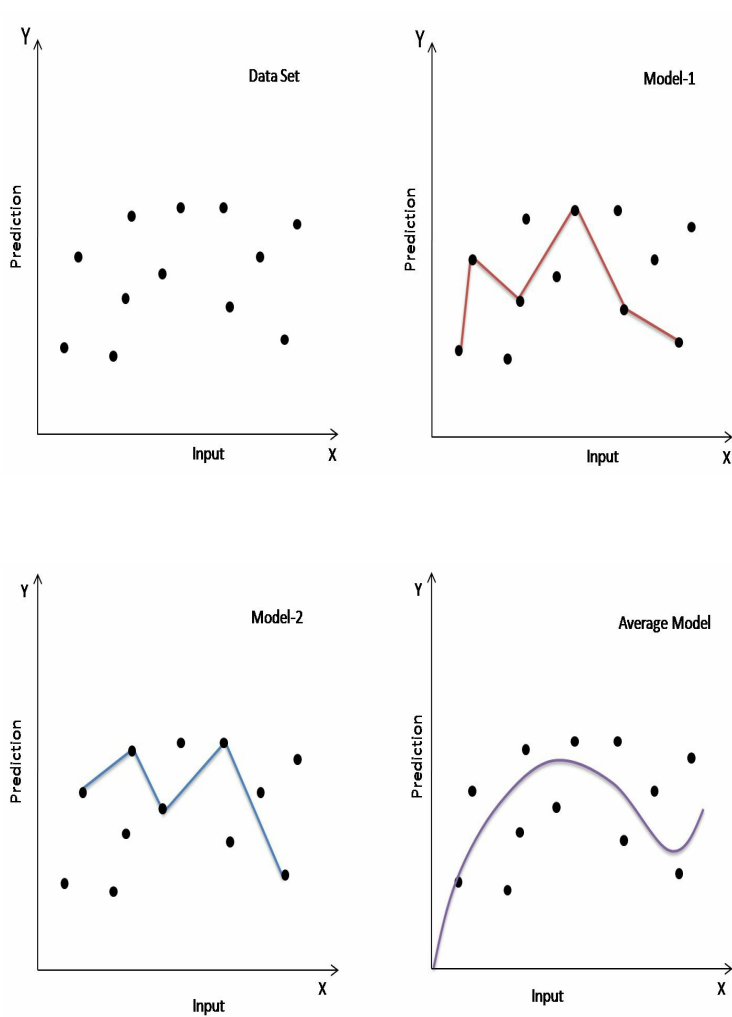 Y
Data Set
Prediction
Input
X
Y
Model-1
Prediction
Input
X
Y
Model-2
Prediction
X
Input
Y
Average Model
Prediction
X
Input